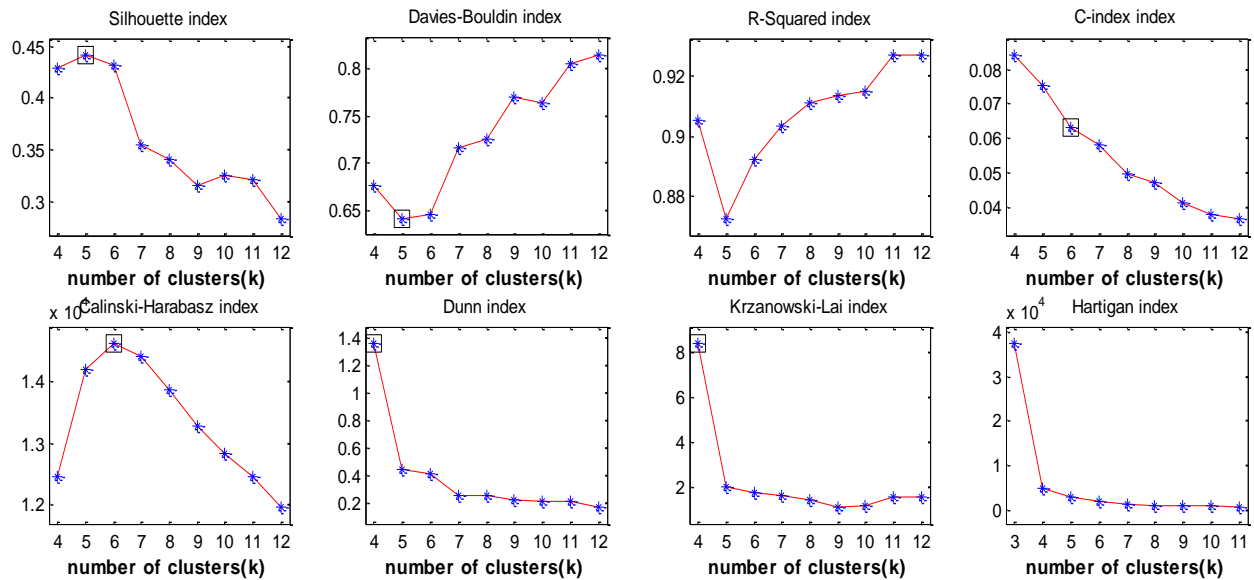 Silhouette index
0.45
0.4
0.35
0.3
4 5 6 7 8 9 10 11 12
number of clusters(k)
Davies-Bouldin index
0.8
0.75
0.7
0.65
4 5 6 7 8 9 10 11 12
number of clusters(k)
R-Squared index
0.92
0.9
0.88
4 5 6 7 8 9 10 11 12
number of clusters(k)
C-index index
0.08
0.07
0.06
0.05
0.04
4 5 6 7 8 9 10 11 12
number of clusters(k)
x 10^4
Calinski-Harabasz index
1.4
1.3
1.2
4 5 6 7 8 9 10 11 12
number of clusters(k)
Dunn index
1.4
1.2
1
0.8
0.6
0.4
0.2
4 5 6 7 8 9 10 11 12
number of clusters(k)
Krzanowski-Lai index
8
6
4
2
4 5 6 7 8 9 10 11 12
number of clusters(k)
x 10^4
Hartigan index
4
3
2
1
0
3 4 5 6 7 8 9 10 11
number of clusters(k)